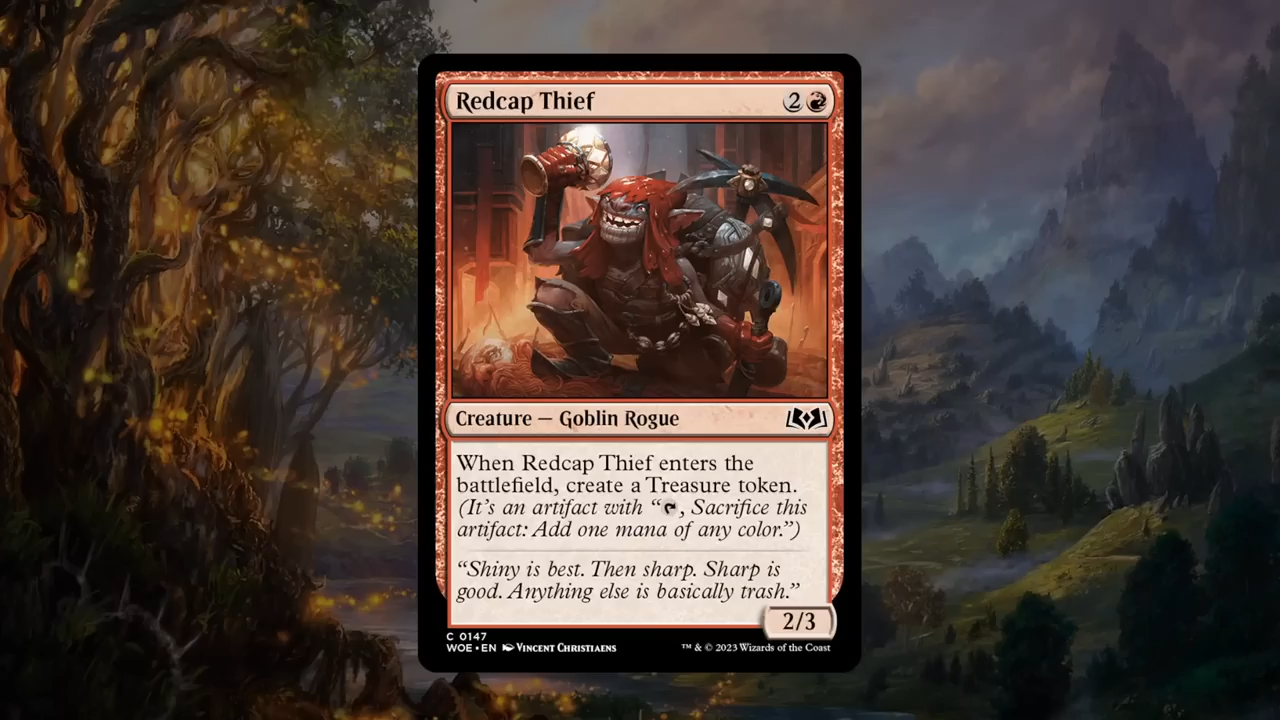 Redcap Thief 2
Creature — Goblin Rogue
When Redcap Thief enters the
battlefield, create a Treasure token.
(It's an artifact with “, Sacrifice this
artifact: Add one mana of any color.”)
“Shiny is best. Then sharp. Sharp is
good. Anything else is basically trash.”
2/3
C 0147
WOE • EN Vincent Christiaens ™ & © 2023 Wizards of the Coast